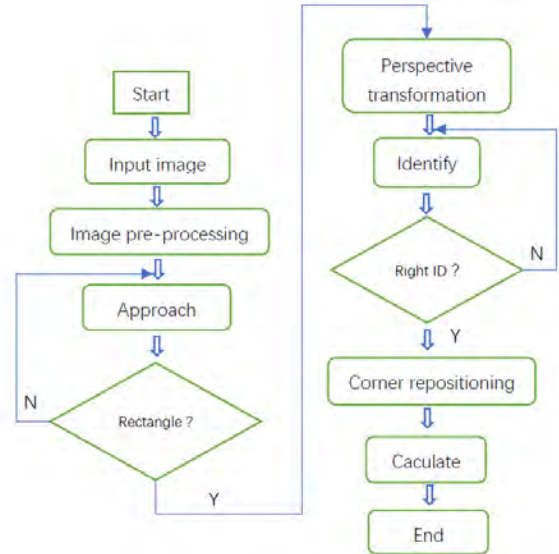 Start
Input image
Image pre-processing
Approach
N
Rectangle ?
Y
Perspective
transformation
Identify
N
Right ID ?
Y
Corner repositioning
Caculate
End